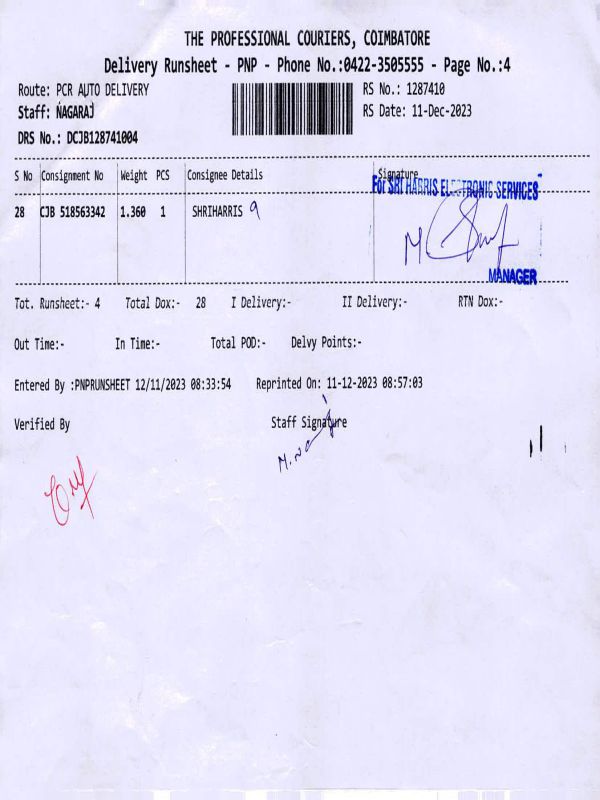 THE PROFESSIONAL COURIERS, COIMBATORE
Delivery Runsheet - PNP - Phone No.:0422-3505555 - Page No.:4
Route: PCR AUTO DELIVERY RS No.: 1287410
Staff: NAGARAJ RS Date: 11-Dec-2023
DRS No.: DCJB128741004
S No Consignment No Weight PCS Consignee Details Signature
For SRI HARRIS ELECTRONIC SERVICES
28 CJB 518563342 1.360 1 SHRIHARRIS 9
MANAGER
Tot. Runsheet:- 4 Total Dox:- 28 I Delivery:- II Delivery:- RTN Dox:-
Out Time:- In Time:- Total POD:- Delvy Points:-
Entered By :PNPRUNSHEET 12/11/2023 08:33:54 Reprinted On: 11-12-2023 08:57:03
Verified By Staff Signature